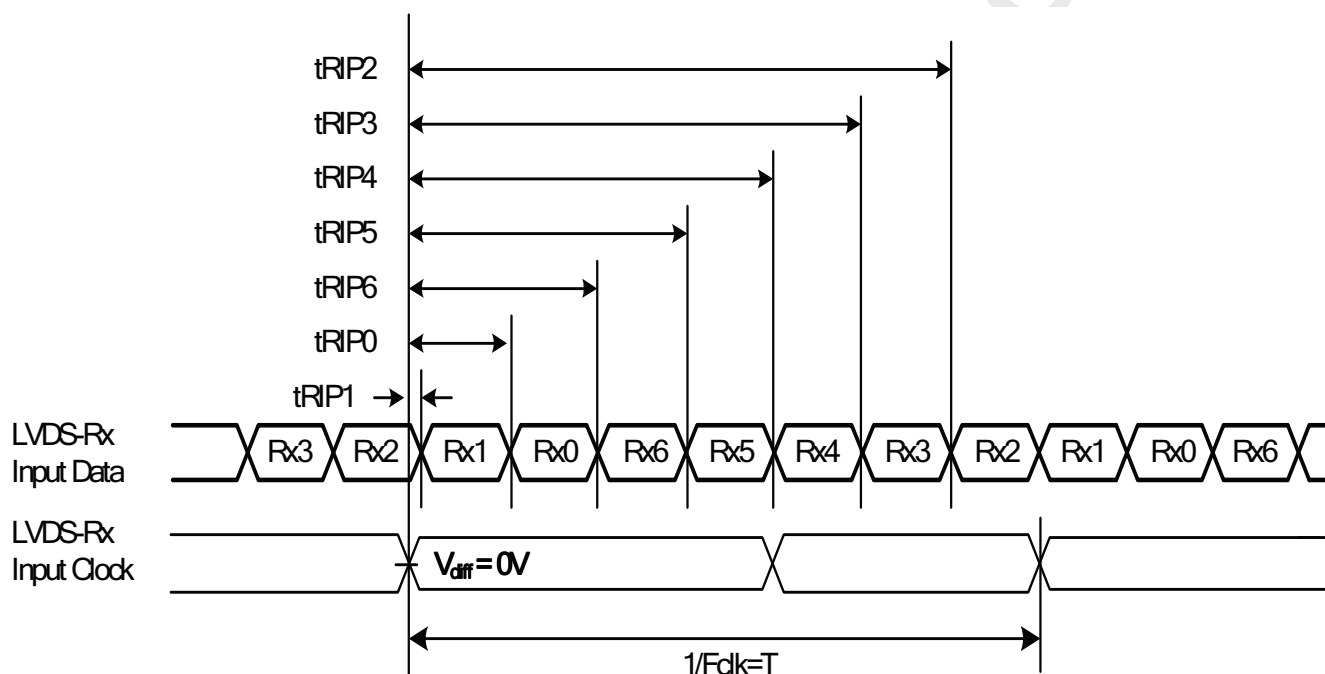 tRIP2
tRIP3
tRIP4
tRIP5
tRIP6
tRIP0
tRIP1
LVDS-Rx
Input Data
Rx3 Rx2 Rx1 Rx0 Rx6 Rx5 Rx4 Rx3 Rx2 Rx1 Rx0 Rx6
LVDS-Rx
Input Clock
Vdiff = 0V
1/Fclk=T